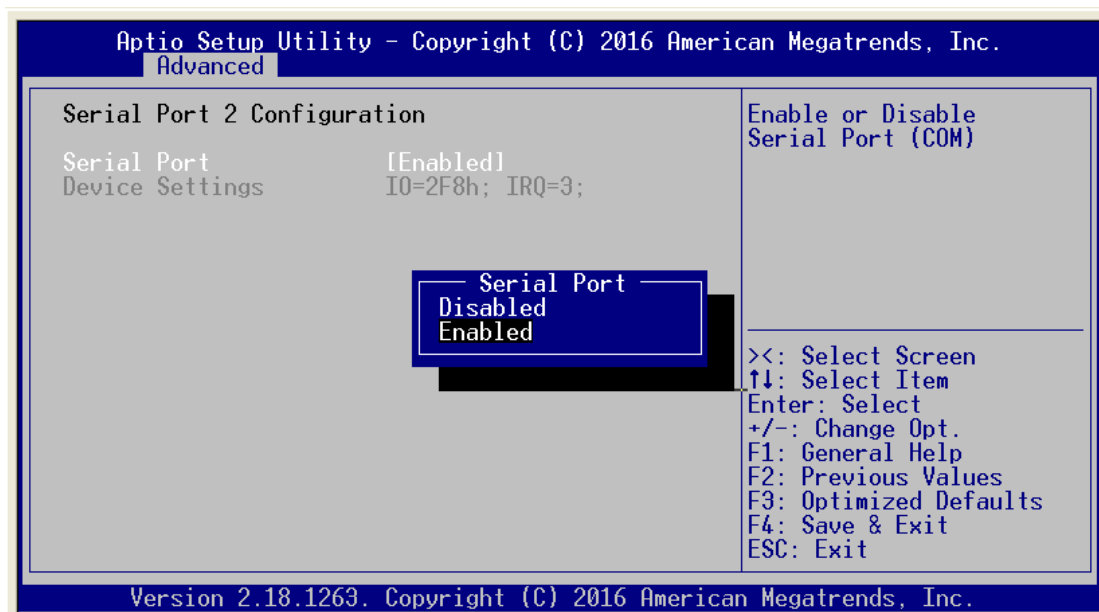 Aptio Setup Utility – Copyright (C) 2016 American Megatrends, Inc.
Advanced
Serial Port 2 Configuration
Serial Port [Enabled]
Device Settings IO=2F8h; IRQ=3;
Serial Port
Disabled
Enabled
Enable or Disable
Serial Port (COM)
><: Select Screen
↑↓: Select Item
Enter: Select
+/-: Change Opt.
F1: General Help
F2: Previous Values
F3: Optimized Defaults
F4: Save & Exit
ESC: Exit
Version 2.18.1263. Copyright (C) 2016 American Megatrends, Inc.